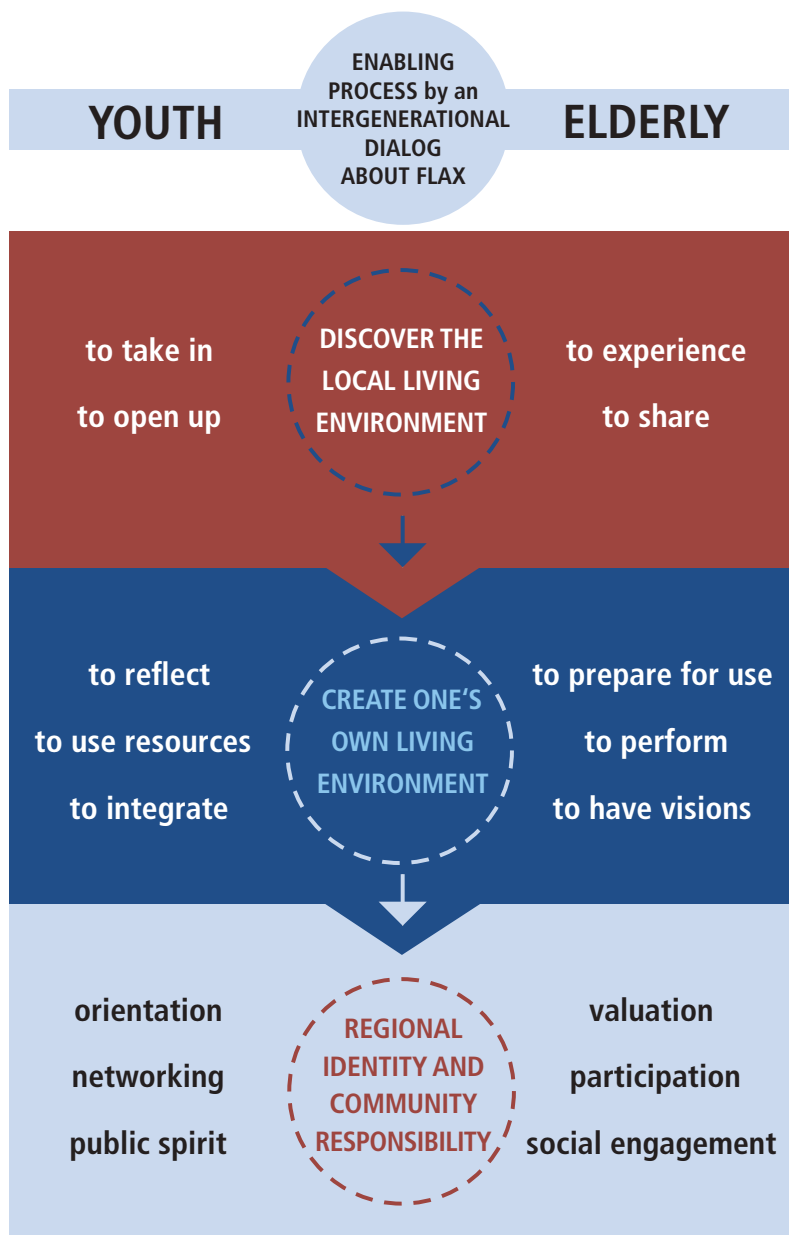 YOUTH
ENABLING
PROCESS by an
INTERGENERATIONAL
DIALOG
ABOUT FLAX
ELDERLY
to take in
to open up
DISCOVER THE
LOCAL LIVING
ENVIRONMENT
to experience
to share
to reflect
to use resources
to integrate
CREATE ONE‘S
OWN LIVING
ENVIRONMENT
to prepare for use
to perform
to have visions
orientation
networking
public spirit
REGIONAL
IDENTITY AND
COMMUNITY
RESPONSIBILITY
valuation
participation
social engagement